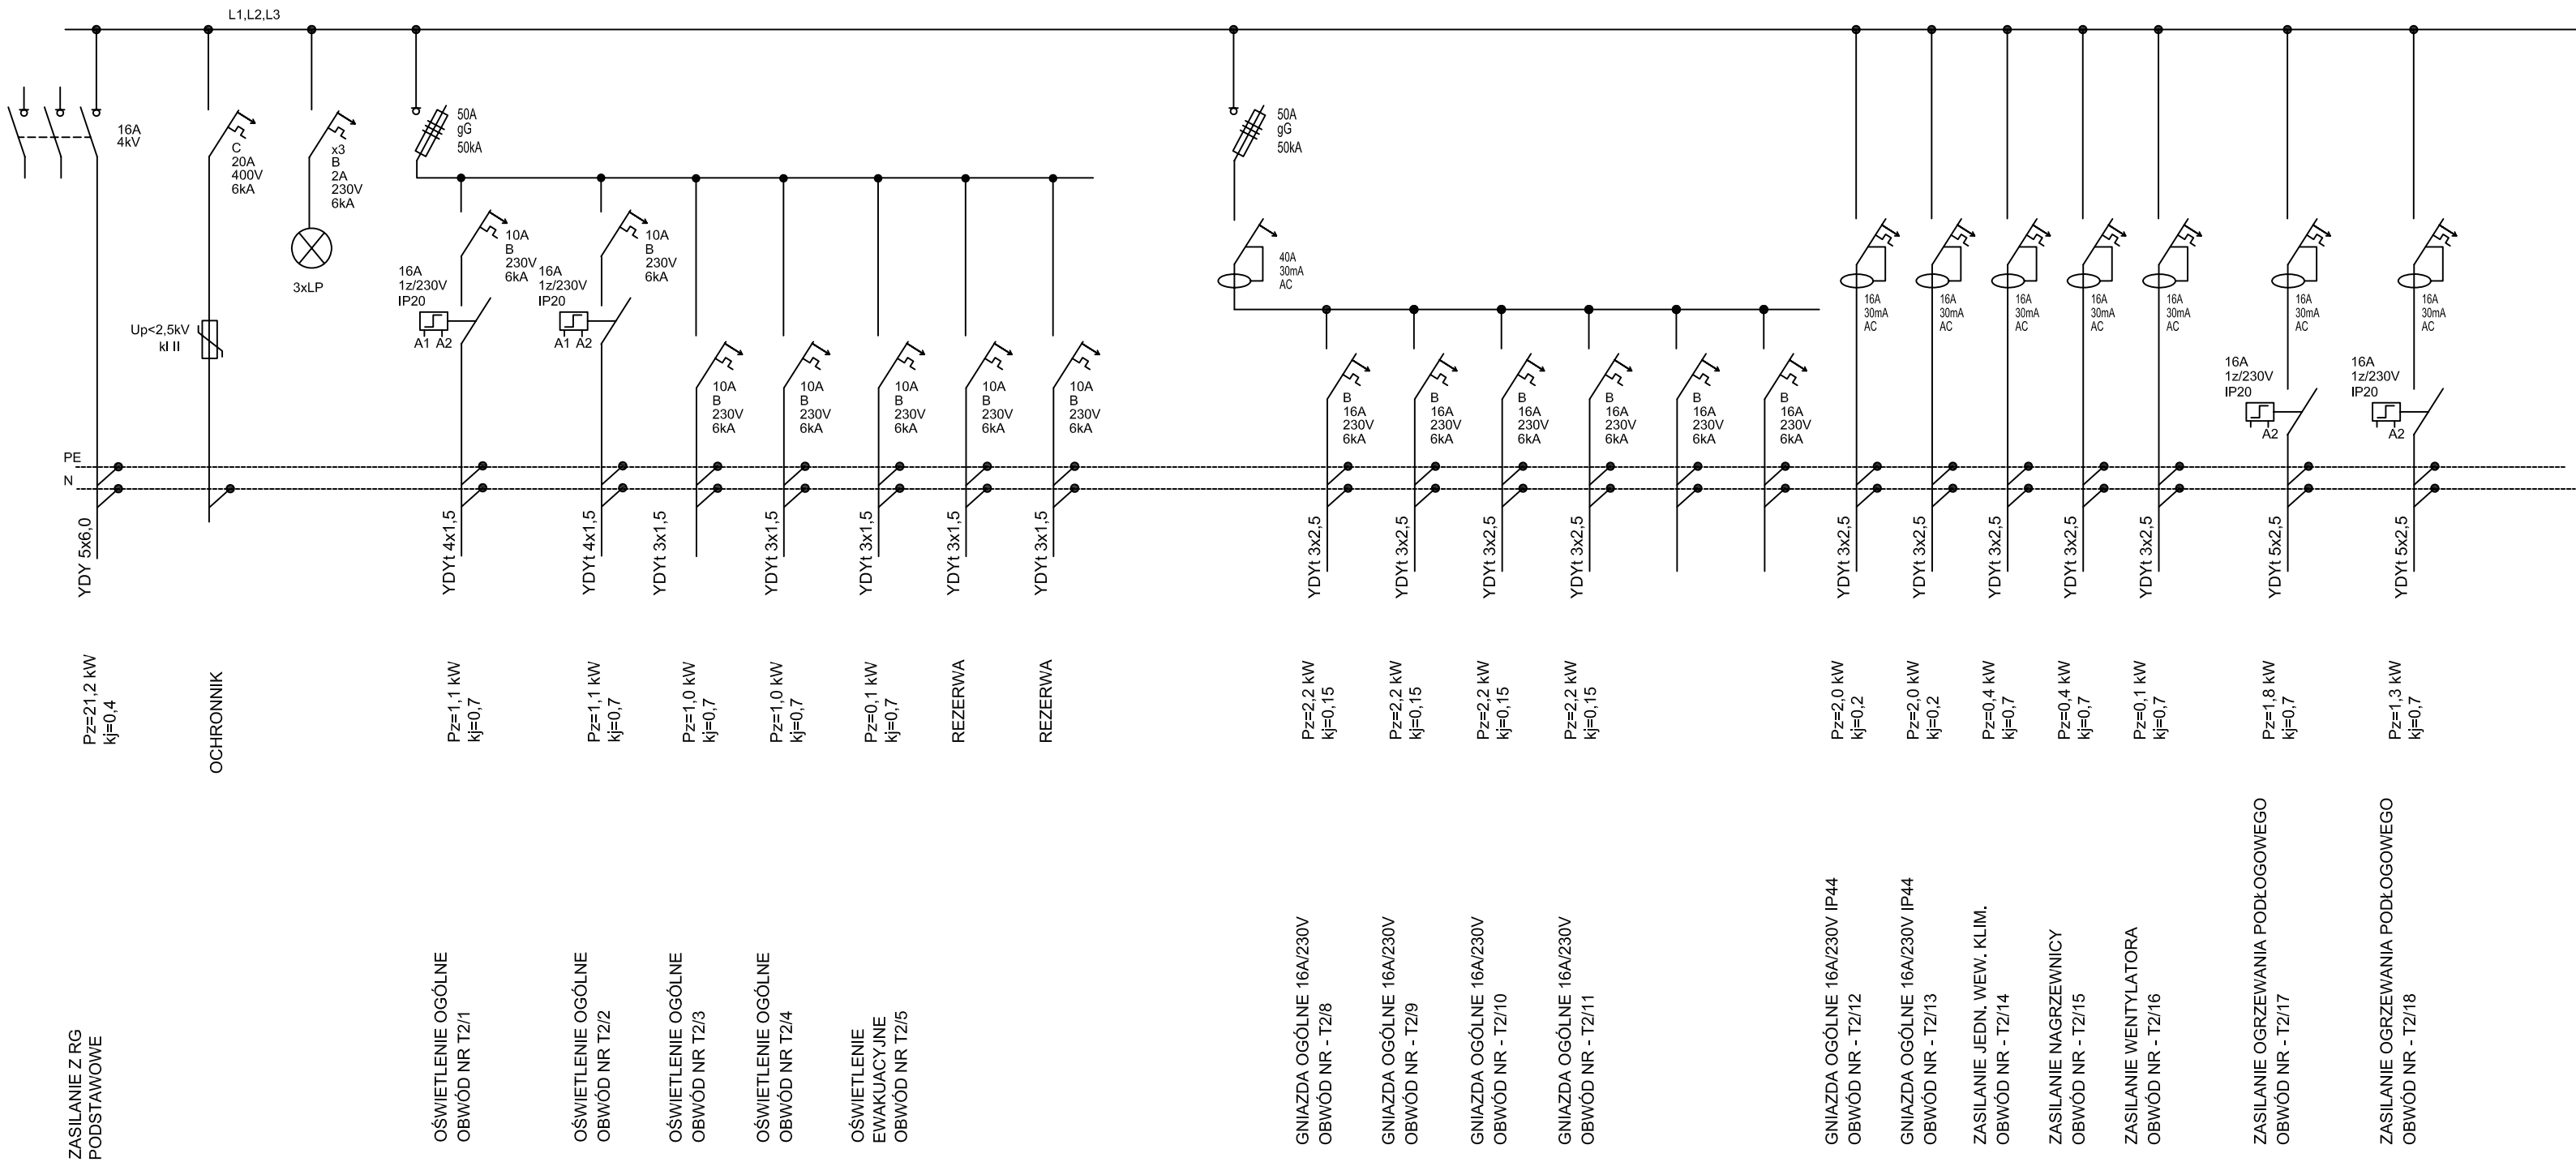 L1,L2,L3
16A
4kV
C
20A
400V
6kA
x3
B
2A
230V
6kA
3xLP
Up<2,5kV
kl II
50A
gG
50kA
10A
B
230V
6kA
16A
1z/230V
IP20
A1 A2
10A
B
230V
6kA
16A
1z/230V
IP20
A1 A2
10A
B
230V
6kA
10A
B
230V
6kA
10A
B
230V
6kA
10A
B
230V
6kA
10A
B
230V
6kA
50A
gG
50kA
40A
30mA
AC
B
16A
230V
6kA
B
16A
230V
6kA
B
16A
230V
6kA
B
16A
230V
6kA
B
16A
230V
6kA
B
16A
230V
6kA
16A
30mA
AC
16A
30mA
AC
16A
30mA
AC
16A
30mA
AC
16A
30mA
AC
16A
30mA
AC
16A
1z/230V
IP20
A2
16A
30mA
AC
16A
1z/230V
IP20
A2
PE
N
YDY 5x6,0
YDYt 4x1,5
YDYt 4x1,5
YDYt 3x1,5
YDYt 3x1,5
YDYt 3x1,5
YDYt 3x1,5
YDYt 3x1,5
YDYt 3x2,5
YDYt 3x2,5
YDYt 3x2,5
YDYt 3x2,5
YDYt 3x2,5
YDYt 3x2,5
YDYt 3x2,5
YDYt 3x2,5
YDYt 3x2,5
YDYt 5x2,5
YDYt 5x2,5
Pz=21,2 kW
kj=0,4
OCHRONNIK
Pz=1,1 kW
kj=0,7
Pz=1,1 kW
kj=0,7
Pz=1,0 kW
kj=0,7
Pz=1,0 kW
kj=0,7
Pz=0,1 kW
kj=0,7
REZERWA
REZERWA
Pz=2,2 kW
kj=0,15
Pz=2,2 kW
kj=0,15
Pz=2,2 kW
kj=0,15
Pz=2,2 kW
kj=0,15
Pz=2,0 kW
kj=0,2
Pz=2,0 kW
kj=0,2
Pz=0,4 kW
kj=0,7
Pz=0,4 kW
kj=0,7
Pz=0,1 kW
kj=0,7
Pz=1,8 kW
kj=0,7
Pz=1,3 kW
kj=0,7
ZASILANIE Z RG
PODSTAWOWE
OŚWIETLENIE OGÓLNE
OBWÓD NR T2/1
OŚWIETLENIE OGÓLNE
OBWÓD NR T2/2
OŚWIETLENIE OGÓLNE
OBWÓD NR T2/3
OŚWIETLENIE OGÓLNE
OBWÓD NR T2/4
OŚWIETLENIE
EWAKUACYJNE
OBWÓD NR T2/5
GNIAZDA OGÓLNE 16A/230V
OBWÓD NR - T2/8
GNIAZDA OGÓLNE 16A/230V
OBWÓD NR - T2/9
GNIAZDA OGÓLNE 16A/230V
OBWÓD NR - T2/10
GNIAZDA OGÓLNE 16A/230V
OBWÓD NR - T2/11
GNIAZDA OGÓLNE 16A/230V IP44
OBWÓD NR - T2/12
GNIAZDA OGÓLNE 16A/230V IP44
OBWÓD NR - T2/13
ZASILANIE JEDN. WEW. KLIM.
OBWÓD NR - T2/14
ZASILANIE NAGRZEWNICY
OBWÓD NR - T2/15
ZASILANIE WENTYLATORA
OBWÓD NR - T2/16
ZASILANIE OGRZEWANIA PODŁOGOWEGO
OBWÓD NR - T2/17
ZASILANIE OGRZEWANIA PODŁOGOWEGO
OBWÓD NR - T2/18